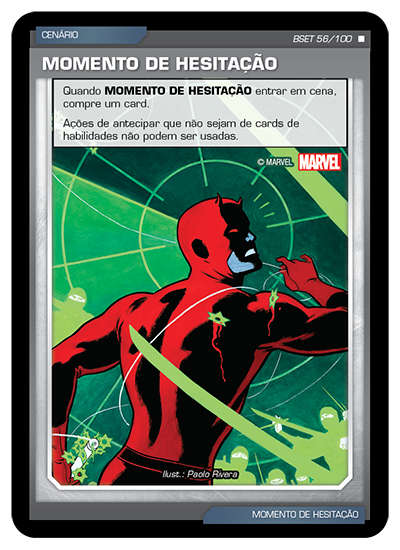 CENÁRIO
BSET 56/100
MOMENTO DE HESITAÇÃO
Quando MOMENTO DE HESITAÇÃO entrar em cena,
compre um card.
Ações de antecipar que não sejam de cards de
habilidades não podem ser usadas.
© MARVEL MARVEL
Ilust.: Paolo Rivera
MOMENTO DE HESITAÇÃO